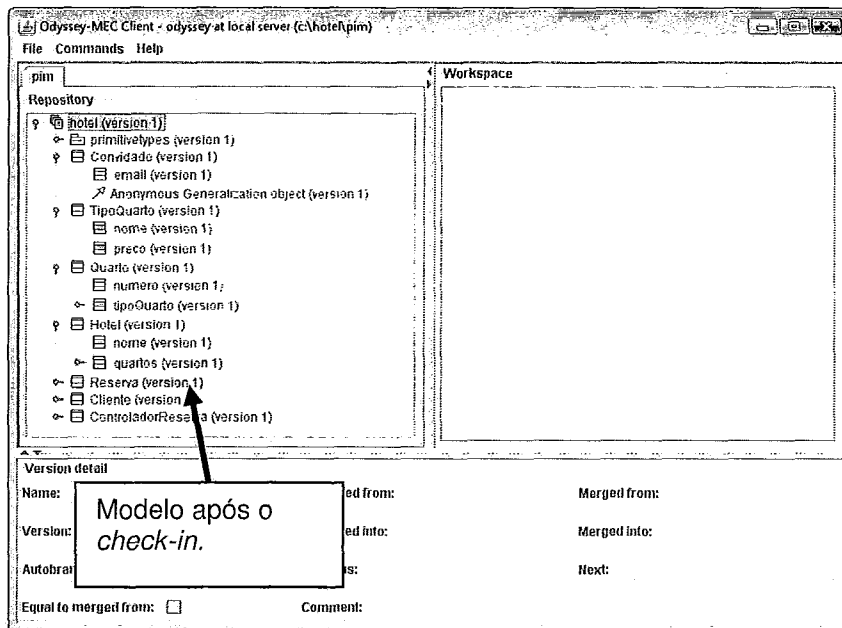 Odyssey-MEC Client - odyssey at local server (c:\hotel\pim)
File Commands Help
pim
Workspace
Repository
hotel (version 1)
primitivetypes (version 1)
Convidado (version 1)
email (version 1)
Anonymous Generalization object (version 1)
TipoQuarto (version 1)
nome (version 1)
preco (version 1)
Quarto (version 1)
numero (version 1)
tipoQuarto (version 1)
Hotel (version 1)
nome (version 1)
quartos (version 1)
Reserva (version 1)
Cliente (version
(version 1)
Version detail
Name: ed from: Merged from:
Modelo após o
check-in.
Version: ed into: Merged into:
Next:
Equal to merged from: Comment: